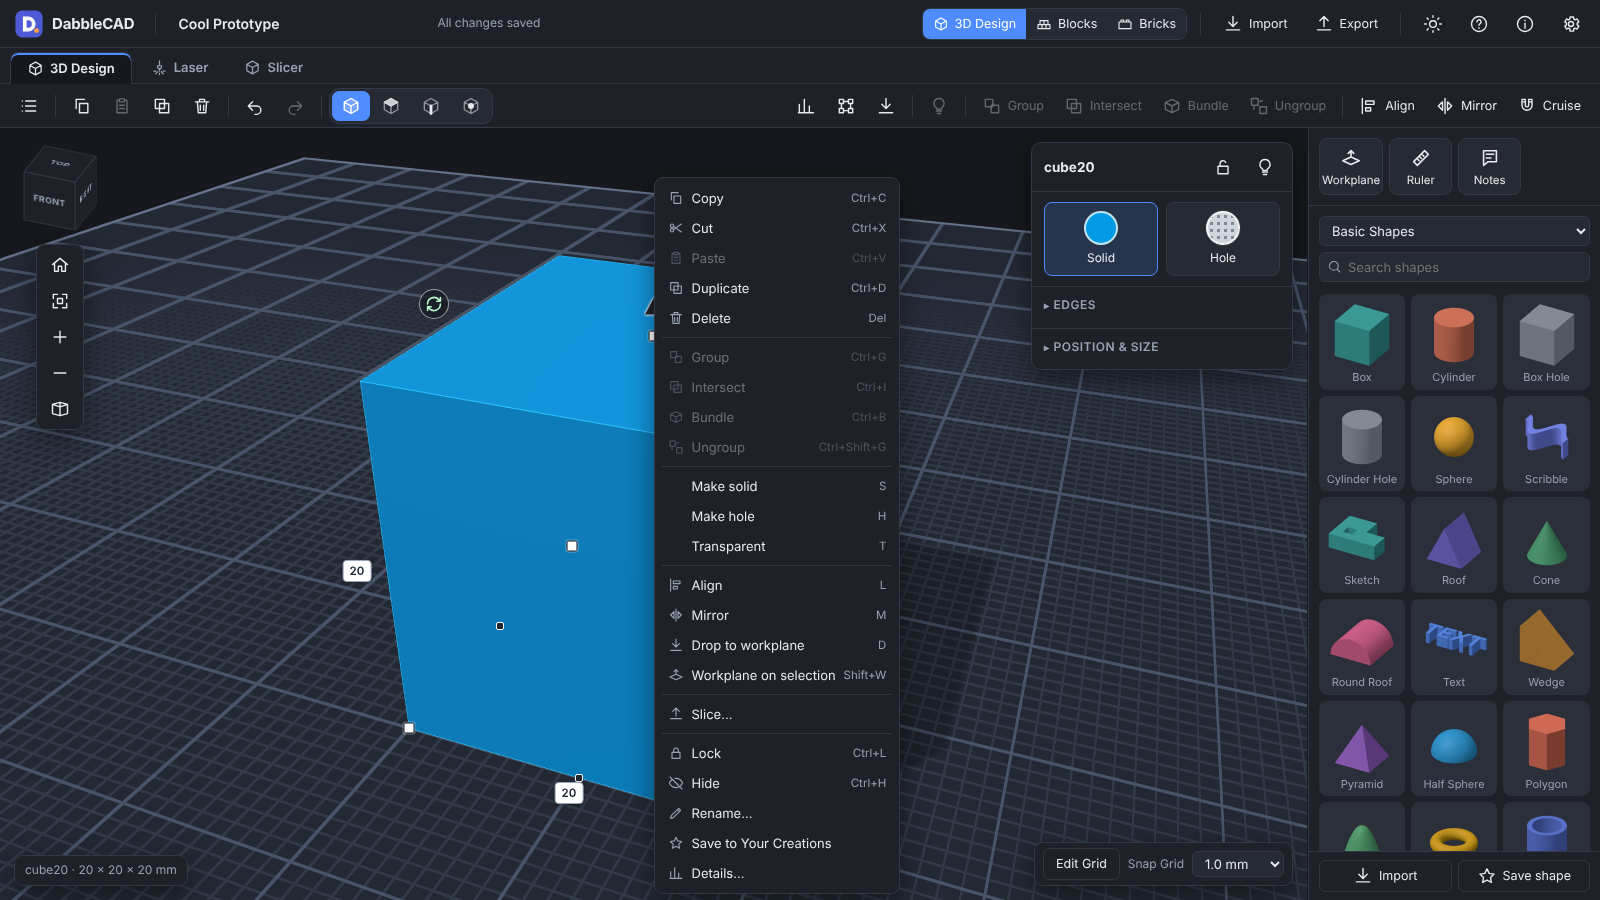 DabbleCAD
Cool Prototype
All changes saved
3D Design
Blocks
Bricks
Import
Export
3D Design
Laser
Slicer
Group
Intersect
Bundle
Ungroup
Align
Mirror
Cruise
TOP
FRONT
RIGHT
20
20
cube20 · 20 × 20 × 20 mm
Copy Ctrl+C
Cut Ctrl+X
Paste Ctrl+V
Duplicate Ctrl+D
Delete Del
Group Ctrl+G
Intersect Ctrl+I
Bundle Ctrl+B
Ungroup Ctrl+Shift+G
Make solid S
Make hole H
Transparent T
Align L
Mirror M
Drop to workplane D
Workplane on selection Shift+W
Slice...
Lock Ctrl+L
Hide Ctrl+H
Rename...
Save to Your Creations
Details...
cube20
Solid
Hole
EDGES
POSITION & SIZE
Edit Grid
Snap Grid
1.0 mm
Workplane
Ruler
Notes
Basic Shapes
Search shapes
Box
Cylinder
Box Hole
Cylinder Hole
Sphere
Scribble
Sketch
Roof
Cone
Round Roof
TEXT
Text
Wedge
Pyramid
Half Sphere
Polygon
Import
Save shape